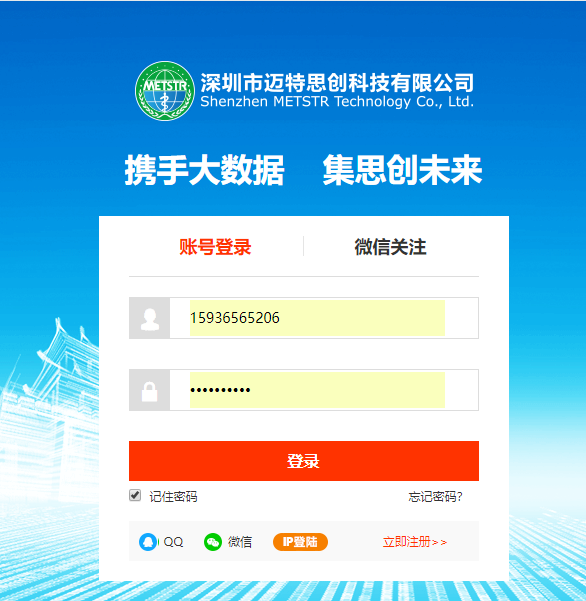 METSTR
深圳市迈特思创科技有限公司
Shenzhen METSTR Technology Co., Ltd.
携手大数据 集思创未来
账号登录 微信关注
15936565206
••••••••••
登录
记住密码 忘记密码?
QQ 微信 IP登陆 立即注册>>